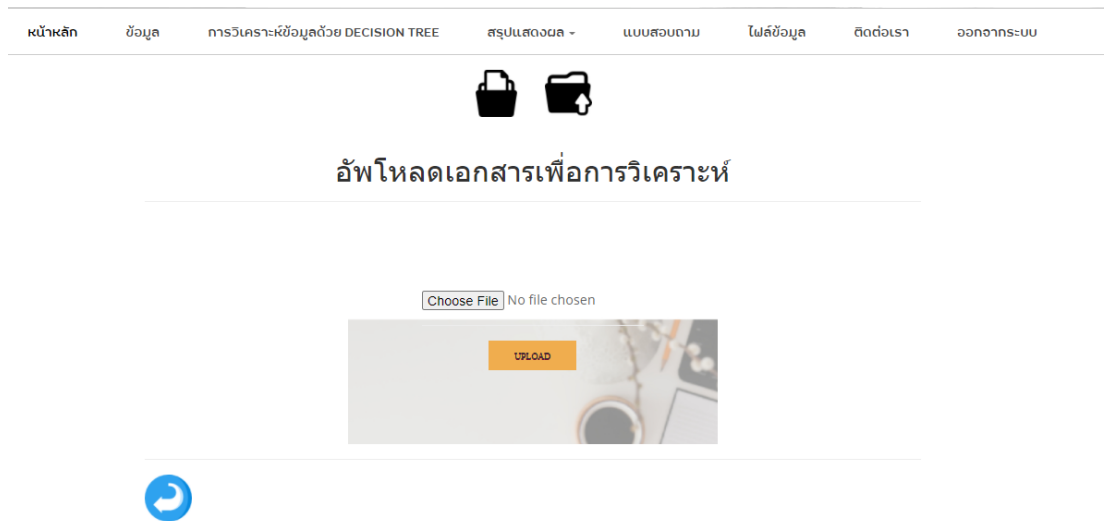 หน้าหลัก ข้อมูล การวิเคราะห์ข้อมูลด้วย DECISION TREE สรุปแสดงผล แบบสอบถาม ไฟล์ข้อมูล ติดต่อเรา ออกจากระบบ
อัพโหลดเอกสารเพื่อการวิเคราะห์
Choose File No file chosen
UPLOAD